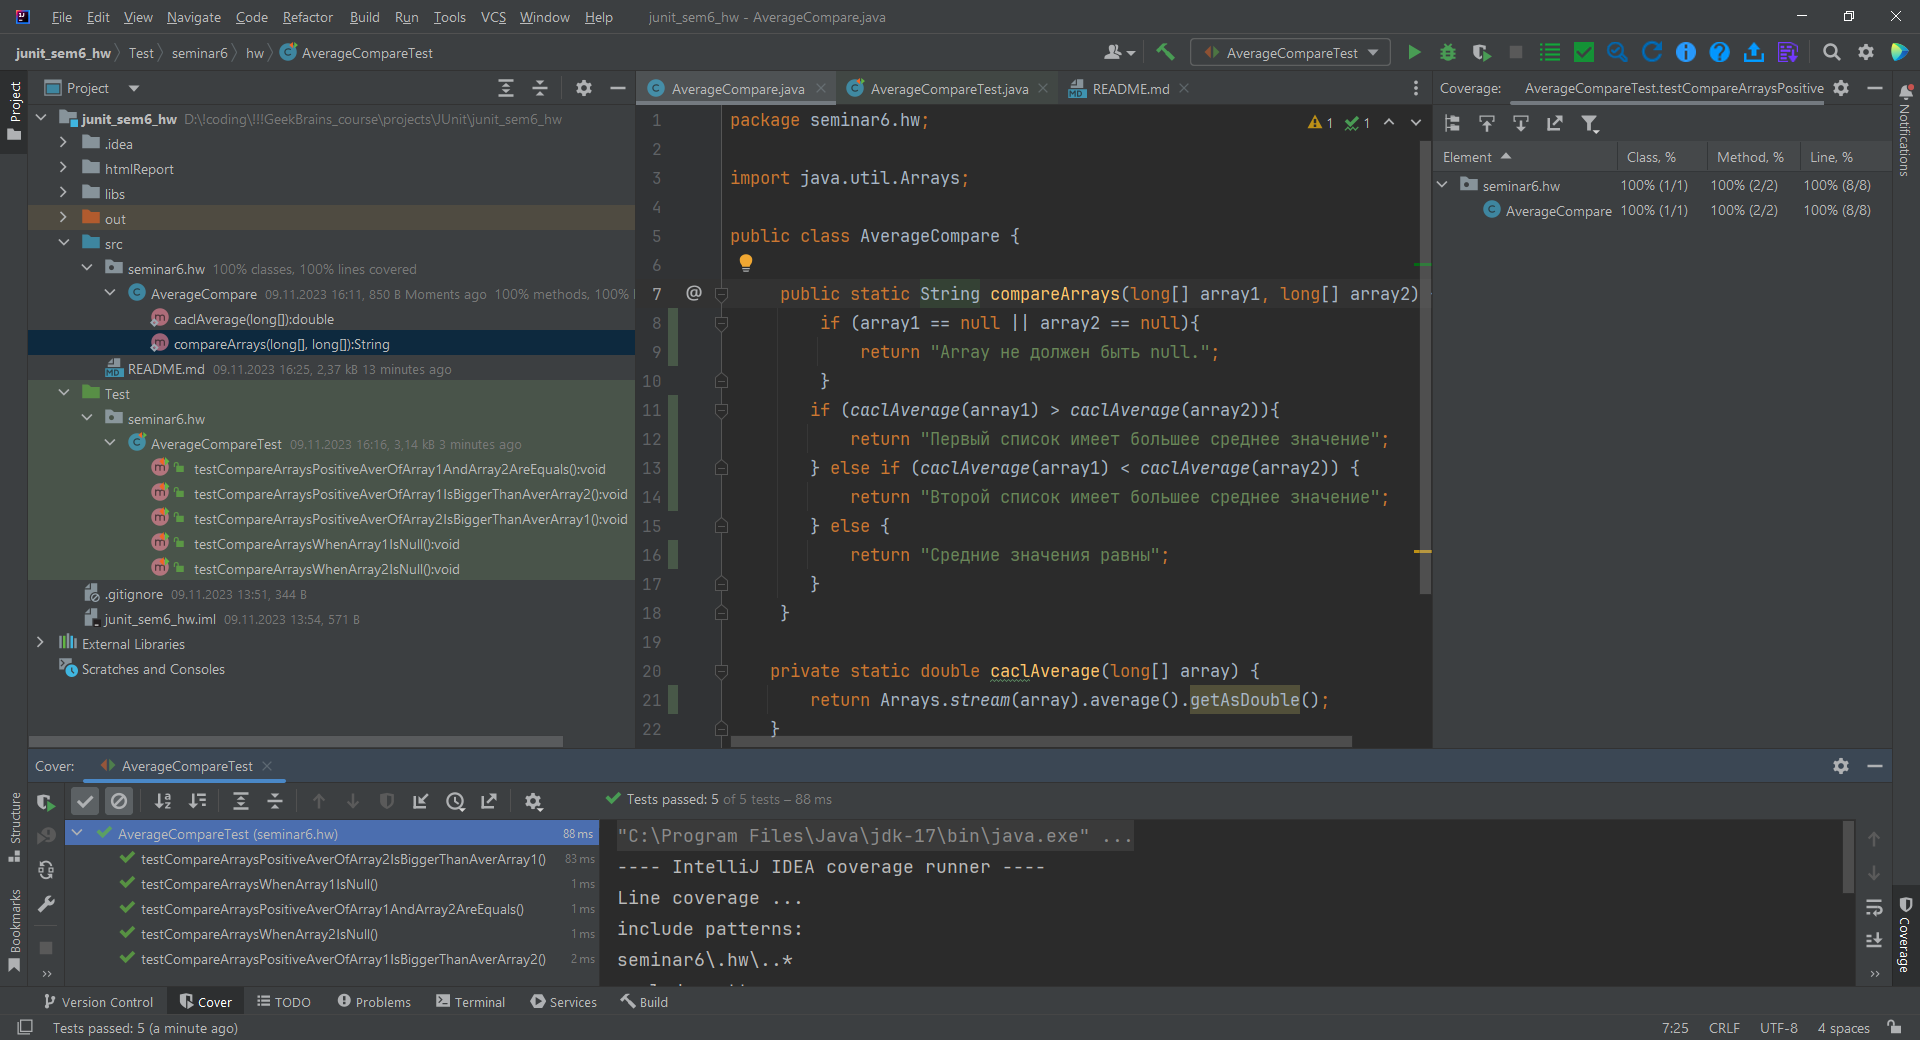 File Edit View Navigate Code Refactor Build Run Tools VCS Window Help junit_sem6_hw - AverageCompare.java
junit_sem6_hw Test seminar6 hw AverageCompareTest AverageCompareTest
Project
Project
junit_sem6_hw D:\!coding\!!!GeekBrains_course\projects\JUnit\junit_sem6_hw
.idea
htmlReport
libs
out
src
seminar6.hw 100% classes, 100% lines covered
AverageCompare 09.11.2023 16:11, 850 B Moments ago 100% methods, 100%
caclAverage(long[]):double
compareArrays(long[], long[]):String
README.md 09.11.2023 16:25, 2,37 kB 13 minutes ago
Test
seminar6.hw
AverageCompareTest 09.11.2023 16:16, 3,14 kB 3 minutes ago
testCompareArraysPositiveAverOfArray1AndArray2AreEquals():void
testCompareArraysPositiveAverOfArray1IsBiggerThanAverArray2():void
testCompareArraysPositiveAverOfArray2IsBiggerThanAverArray1():void
testCompareArraysWhenArray1IsNull():void
testCompareArraysWhenArray2IsNull():void
.gitignore 09.11.2023 13:51, 344 B
junit_sem6_hw.iml 09.11.2023 13:54, 571 B
External Libraries
Scratches and Consoles
AverageCompare.java AverageCompareTest.java README.md
1 package seminar6.hw; 1 1
2
3 import java.util.Arrays;
4
5 public class AverageCompare {
6
7 @ public static String compareArrays(long[] array1, long[] array2)
8 if (array1 == null || array2 == null){
9 return "Array не должен быть null.";
10 }
11 if (caclAverage(array1) > caclAverage(array2)){
12 return "Первый список имеет большее среднее значение";
13 } else if (caclAverage(array1) < caclAverage(array2)) {
14 return "Второй список имеет большее среднее значение";
15 } else {
16 return "Средние значения равны";
17 }
18 }
19
20 private static double caclAverage(long[] array) {
21 return Arrays.stream(array).average().getAsDouble();
22 }
Coverage: AverageCompareTest.testCompareArraysPositive
Element Class, % Method, % Line, %
seminar6.hw 100% (1/1) 100% (2/2) 100% (8/8)
AverageCompare 100% (1/1) 100% (2/2) 100% (8/8)
Notifications
Coverage
Structure
Bookmarks
Cover: AverageCompareTest
Tests passed: 5 of 5 tests – 88 ms
AverageCompareTest (seminar6.hw) 88 ms
testCompareArraysPositiveAverOfArray2IsBiggerThanAverArray1() 83 ms
testCompareArraysWhenArray1IsNull() 1 ms
testCompareArraysPositiveAverOfArray1AndArray2AreEquals() 1 ms
testCompareArraysWhenArray2IsNull() 1 ms
testCompareArraysPositiveAverOfArray1IsBiggerThanAverArray2() 2 ms
"C:\Program Files\Java\jdk-17\bin\java.exe" ...
---- IntelliJ IDEA coverage runner ----
Line coverage ...
include patterns:
seminar6\.hw\..*
Version Control Cover TODO Problems Terminal Services Build
Tests passed: 5 (a minute ago) 7:25 CRLF UTF-8 4 spaces